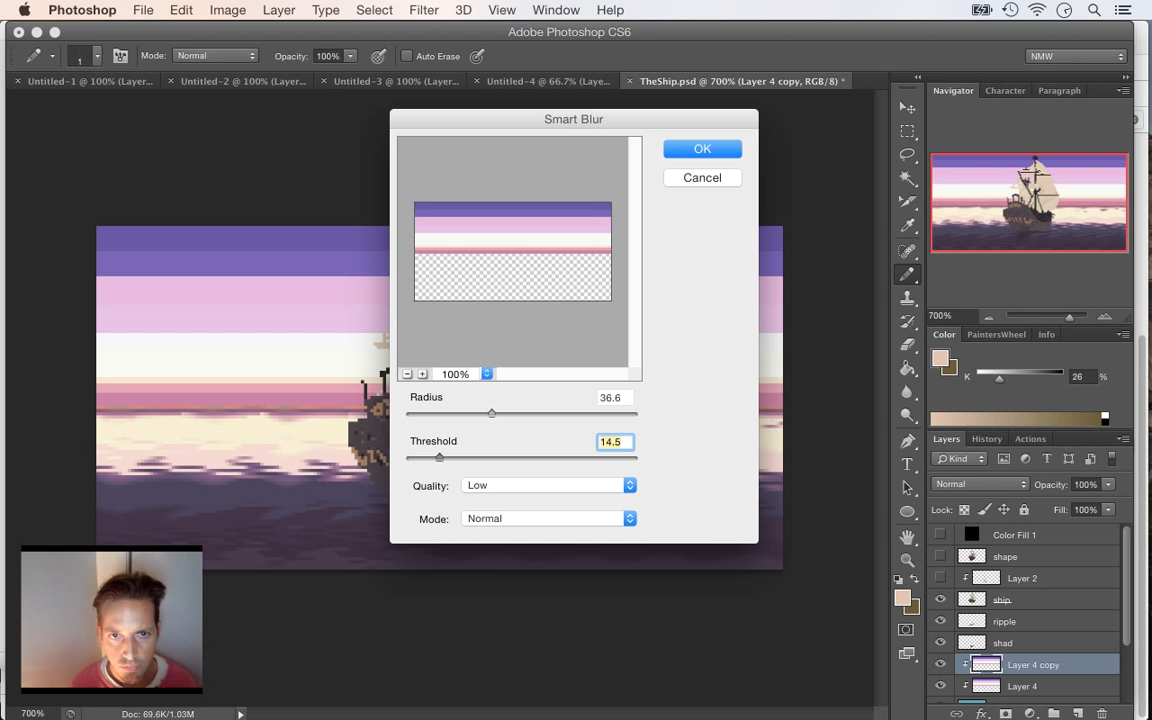 Photoshop File Edit Image Layer Type Select Filter 3D View Window Help
Adobe Photoshop CS6
1 Mode: Normal Opacity: 100% Auto Erase NMW
Untitled-1 @ 100% (Layer... Untitled-2 @ 100% (Layer... Untitled-3 @ 100% (Layer... Untitled-4 @ 66.7% (Laye... TheShip.psd @ 700% (Layer 4 copy, RGB/8) *
Navigator Character Paragraph
Smart Blur
OK
Cancel
100%
Radius 36.6
Threshold 14.5
Quality: Low
Mode: Normal
700%
Color PaintersWheel Info
K 26 %
Layers History Actions
Kind
Normal Opacity: 100%
Lock: Fill: 100%
Color Fill 1
shape
Layer 2
ship
ripple
shad
Layer 4 copy
Layer 4
700% Doc: 69.6K/1.03M
fx